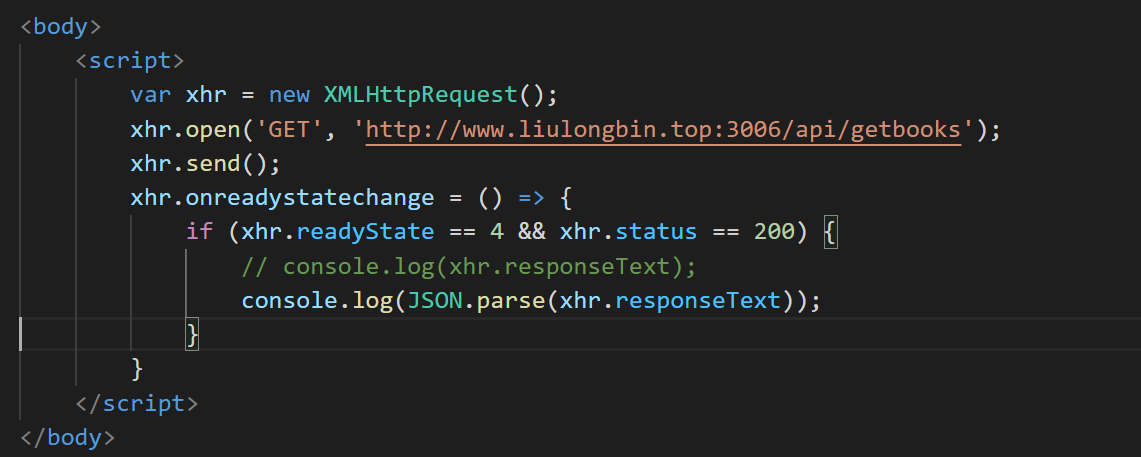 <body>
<script>
var xhr = new XMLHttpRequest();
xhr.open('GET', 'http://www.liulongbin.top:3006/api/getbooks');
xhr.send();
xhr.onreadystatechange = () => {
if (xhr.readyState == 4 && xhr.status == 200) {
// console.log(xhr.responseText);
console.log(JSON.parse(xhr.responseText));
}
}
</script>
</body>